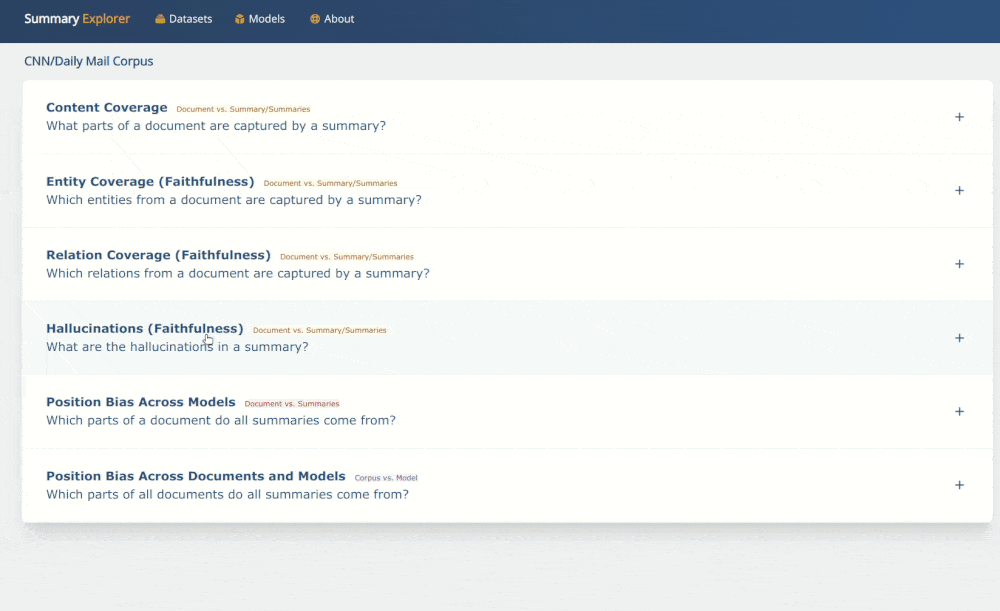 Summary Explorer Datasets Models About
CNN/Daily Mail Corpus
Content Coverage Document vs. Summary/Summaries
What parts of a document are captured by a summary?
+
Entity Coverage (Faithfulness) Document vs. Summary/Summaries
Which entities from a document are captured by a summary?
+
Relation Coverage (Faithfulness) Document vs. Summary/Summaries
Which relations from a document are captured by a summary?
+
Hallucinations (Faithfulness) Document vs. Summary/Summaries
What are the hallucinations in a summary?
+
Position Bias Across Models Document vs. Summaries
Which parts of a document do all summaries come from?
+
Position Bias Across Documents and Models Corpus vs. Model
Which parts of all documents do all summaries come from?
+